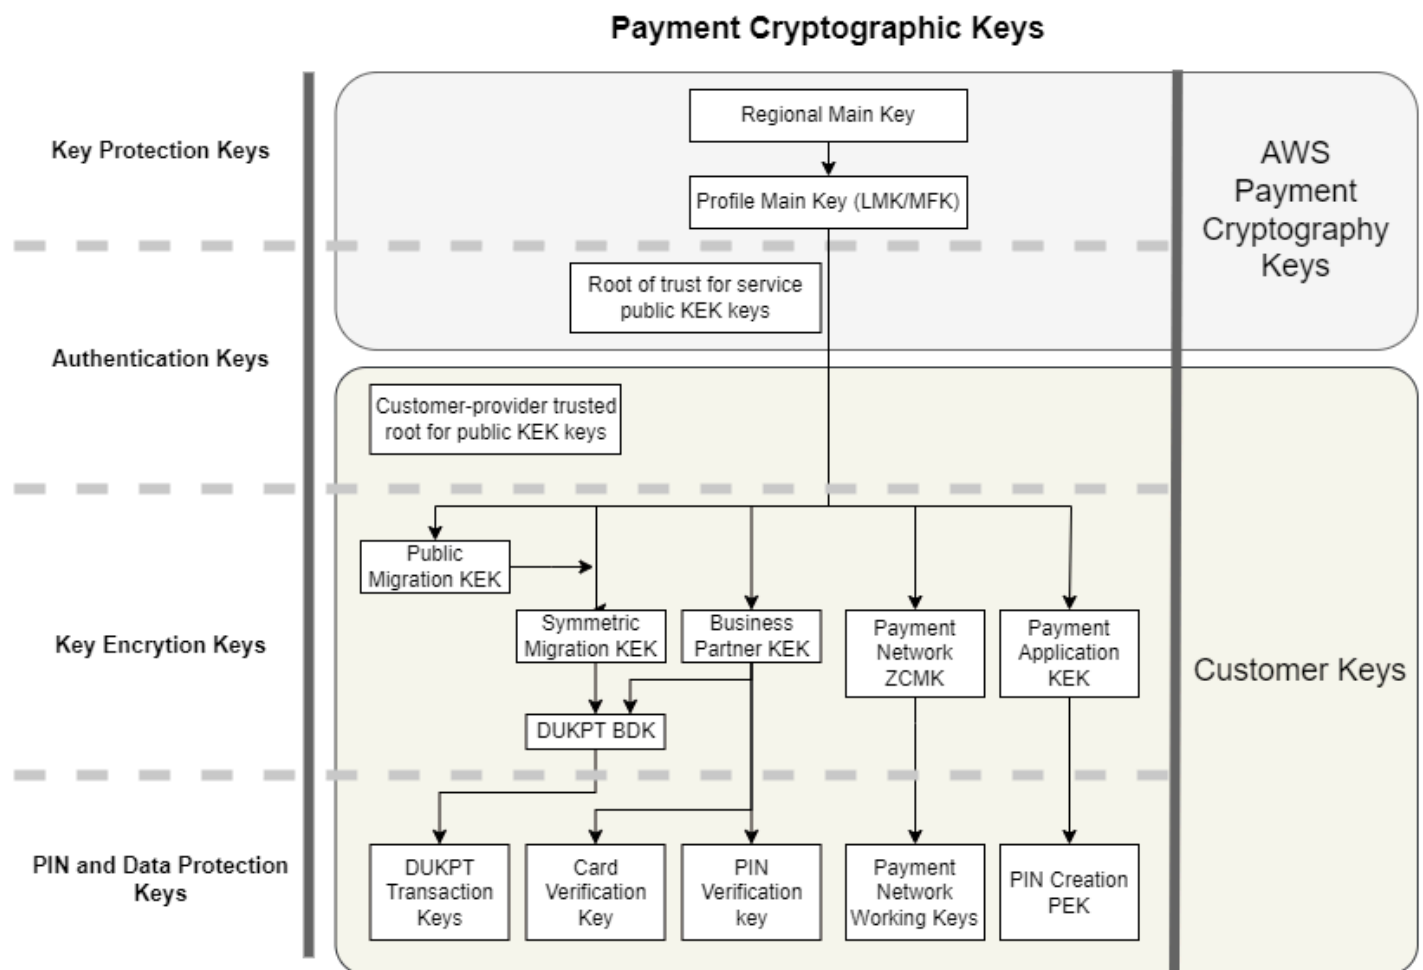 Payment Cryptographic Keys
Key Protection Keys
Regional Main Key
Profile Main Key (LMK/MFK)
AWS
Payment
Cryptography
Keys
Authentication Keys
Root of trust for service
public KEK keys
Customer-provider trusted
root for public KEK keys
Key Encrytion Keys
Public
Migration KEK
Symmetric
Migration KEK
Business
Partner KEK
Payment
Network
ZCMK
Payment
Application
KEK
DUKPT BDK
Customer Keys
PIN and Data Protection
Keys
DUKPT
Transaction
Keys
Card
Verification
Key
PIN
Verification
key
Payment
Network
Working Keys
PIN Creation
PEK